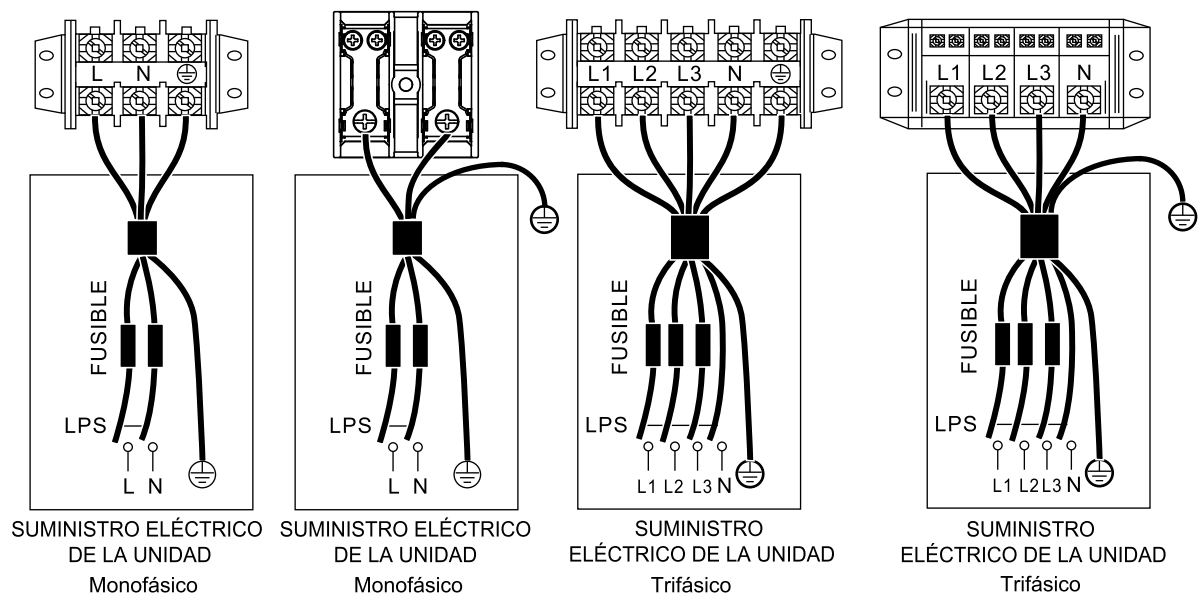 L N
L1 L2 L3 N
L1 L2 L3 N
FUSIBLE
LPS
L N
SUMINISTRO ELÉCTRICO
DE LA UNIDAD
Monofásico
FUSIBLE
LPS
L N
SUMINISTRO ELÉCTRICO
DE LA UNIDAD
Monofásico
FUSIBLE
LPS
L1 L2 L3 N
SUMINISTRO
ELÉCTRICO DE LA UNIDAD
Trifásico
FUSIBLE
LPS
L1 L2 L3 N
SUMINISTRO
ELÉCTRICO DE LA UNIDAD
Trifásico